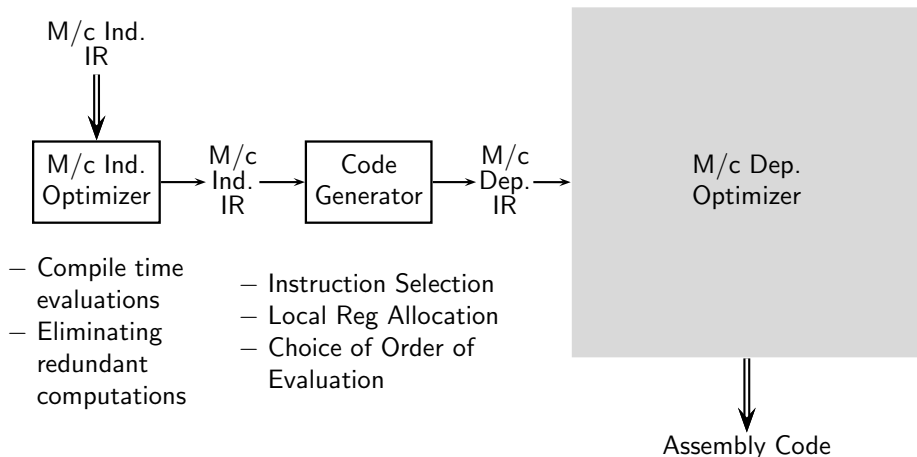 M/c Ind.
IR
M/c Ind.
Optimizer
M/c
Ind.
IR
Code
Generator
M/c
Dep.
IR
M/c Dep.
Optimizer
– Compile time
evaluations
– Eliminating
redundant
computations
– Instruction Selection
– Local Reg Allocation
– Choice of Order of
Evaluation
Assembly Code